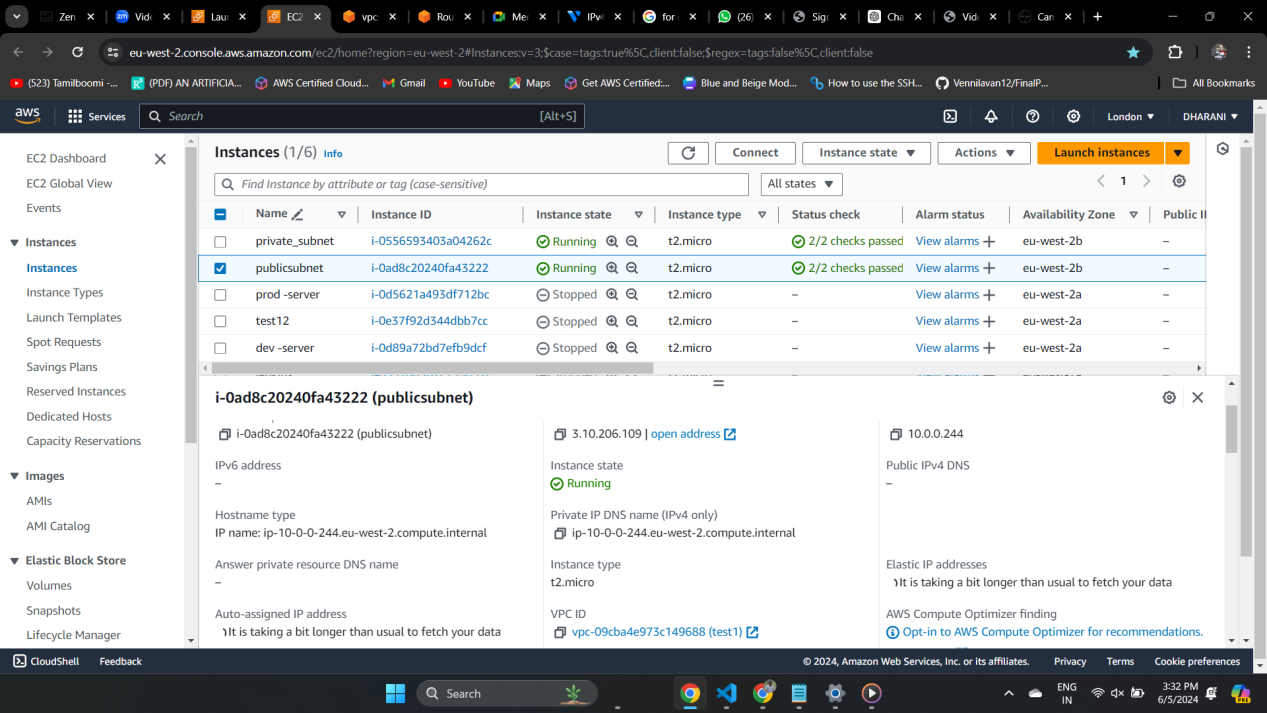 Zen
Vide
Laun
EC2
vpc
Rou
Mee
IPv4
for c
(26)
Sign
Cha
Vide
Can
eu-west-2.console.aws.amazon.com/ec2/home?region=eu-west-2#Instances:v=3;$case=tags:true%5C,client:false;$regex=tags:false%5C,client:false
(523) Tamilboomi -...
(PDF) AN ARTIFICIA...
AWS Certified Cloud...
Gmail
YouTube
Maps
Get AWS Certified:...
Blue and Beige Mod...
How to use the SSH...
Vennilavan12/FinalP...
All Bookmarks
aws Services Search [Alt+S] London DHARANI
EC2 Dashboard
EC2 Global View
Events
Instances
Instances
Instance Types
Launch Templates
Spot Requests
Savings Plans
Reserved Instances
Dedicated Hosts
Capacity Reservations
Images
AMIs
AMI Catalog
Elastic Block Store
Volumes
Snapshots
Lifecycle Manager
Instances (1/6) Info Connect Instance state Actions Launch instances
Find Instance by attribute or tag (case-sensitive) All states 1
Name Instance ID Instance state Instance type Status check Alarm status Availability Zone Public I
private_subnet i-0556593403a04262c Running t2.micro 2/2 checks passed View alarms eu-west-2b –
publicsubnet i-0ad8c20240fa43222 Running t2.micro 2/2 checks passed View alarms eu-west-2b –
prod -server i-0d5621a493df712bc Stopped t2.micro – View alarms eu-west-2a –
test12 i-0e37f92d344dbb7cc Stopped t2.micro – View alarms eu-west-2a –
dev -server i-0d89a72bd7efb9dcf Stopped t2.micro – View alarms eu-west-2a –
i-0ad8c20240fa43222 (publicsubnet)
i-0ad8c20240fa43222 (publicsubnet) 3.10.206.109 | open address 10.0.0.244
IPv6 address Instance state Public IPv4 DNS
– Running –
Hostname type Private IP DNS name (IPv4 only)
IP name: ip-10-0-0-244.eu-west-2.compute.internal ip-10-0-0-244.eu-west-2.compute.internal
Answer private resource DNS name Instance type Elastic IP addresses
– t2.micro It is taking a bit longer than usual to fetch your data
Auto-assigned IP address VPC ID AWS Compute Optimizer finding
It is taking a bit longer than usual to fetch your data vpc-09cba4e973c149688 (test1) Opt-in to AWS Compute Optimizer for recommendations.
CloudShell Feedback © 2024, Amazon Web Services, Inc. or its affiliates. Privacy Terms Cookie preferences
Search
ENG
IN
3:32 PM
6/5/2024
PRE